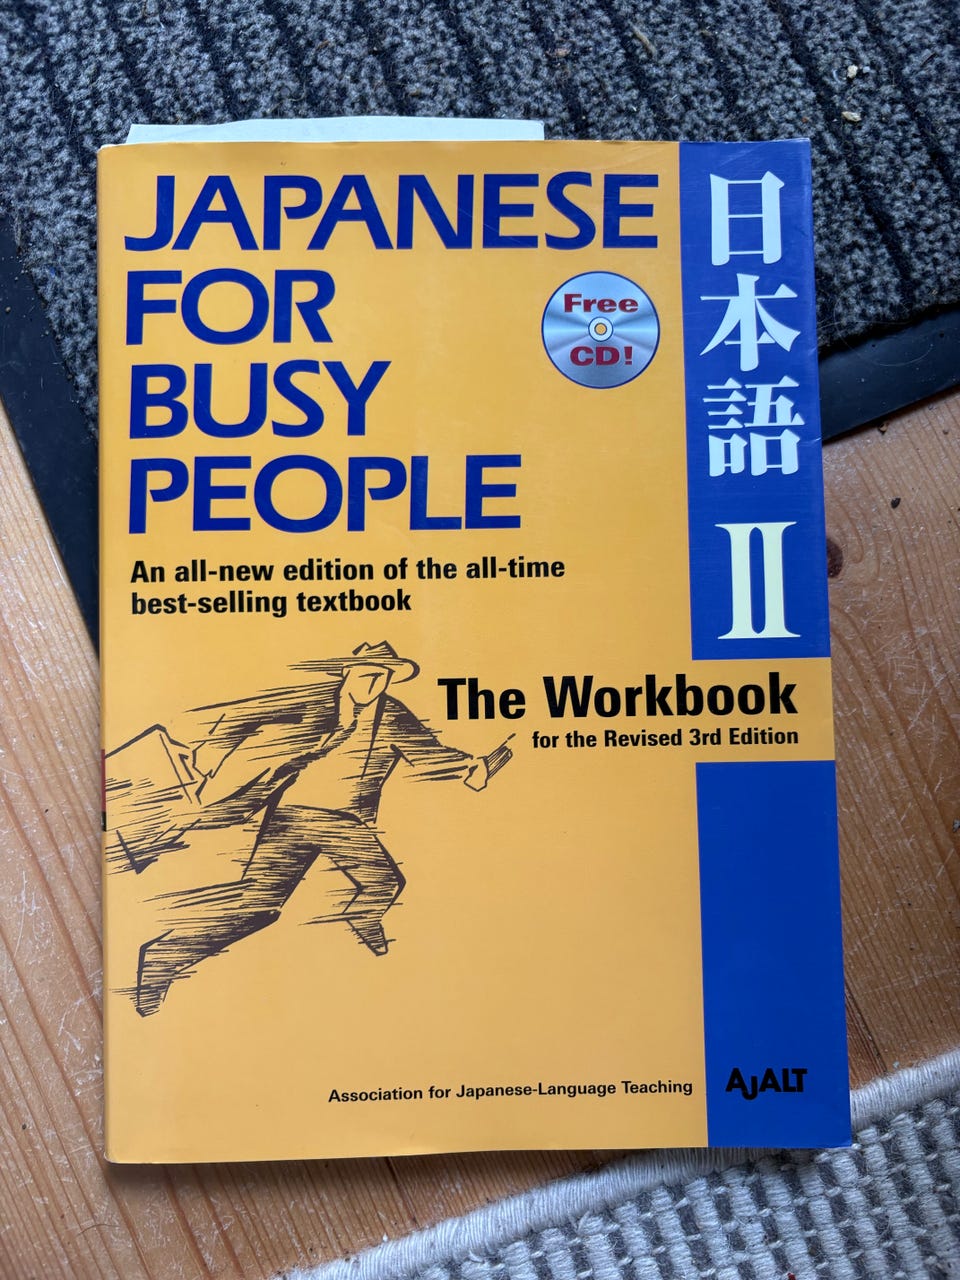 JAPANESE
FOR
BUSY
PEOPLE
Free
CD!
An all-new edition of the all-time
best-selling textbook
日本語 II
The Workbook
for the Revised 3rd Edition
Association for Japanese-Language Teaching
AJALT